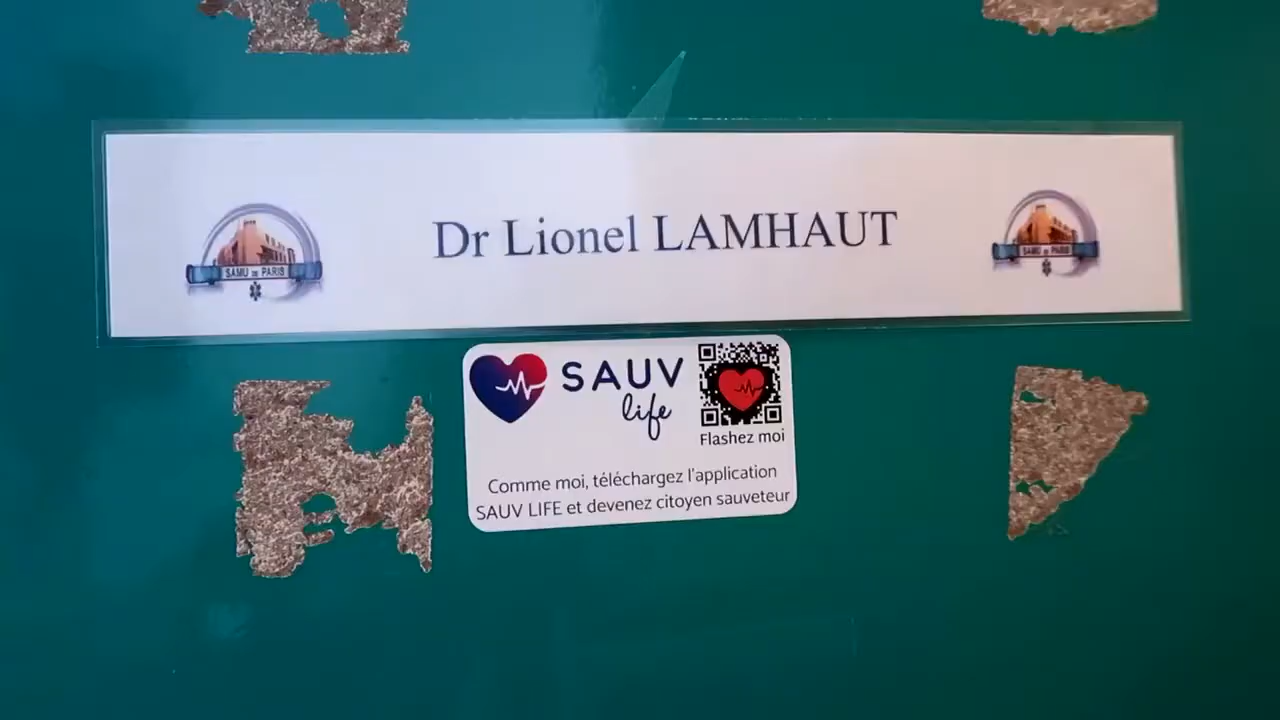 Dr Lionel LAMHAUT
SAMU DE PARIS
SAMU DE PARIS
SAUV
life
Flashez moi
Comme moi, téléchargez l'application
SAUV LIFE et devenez citoyen sauveteur